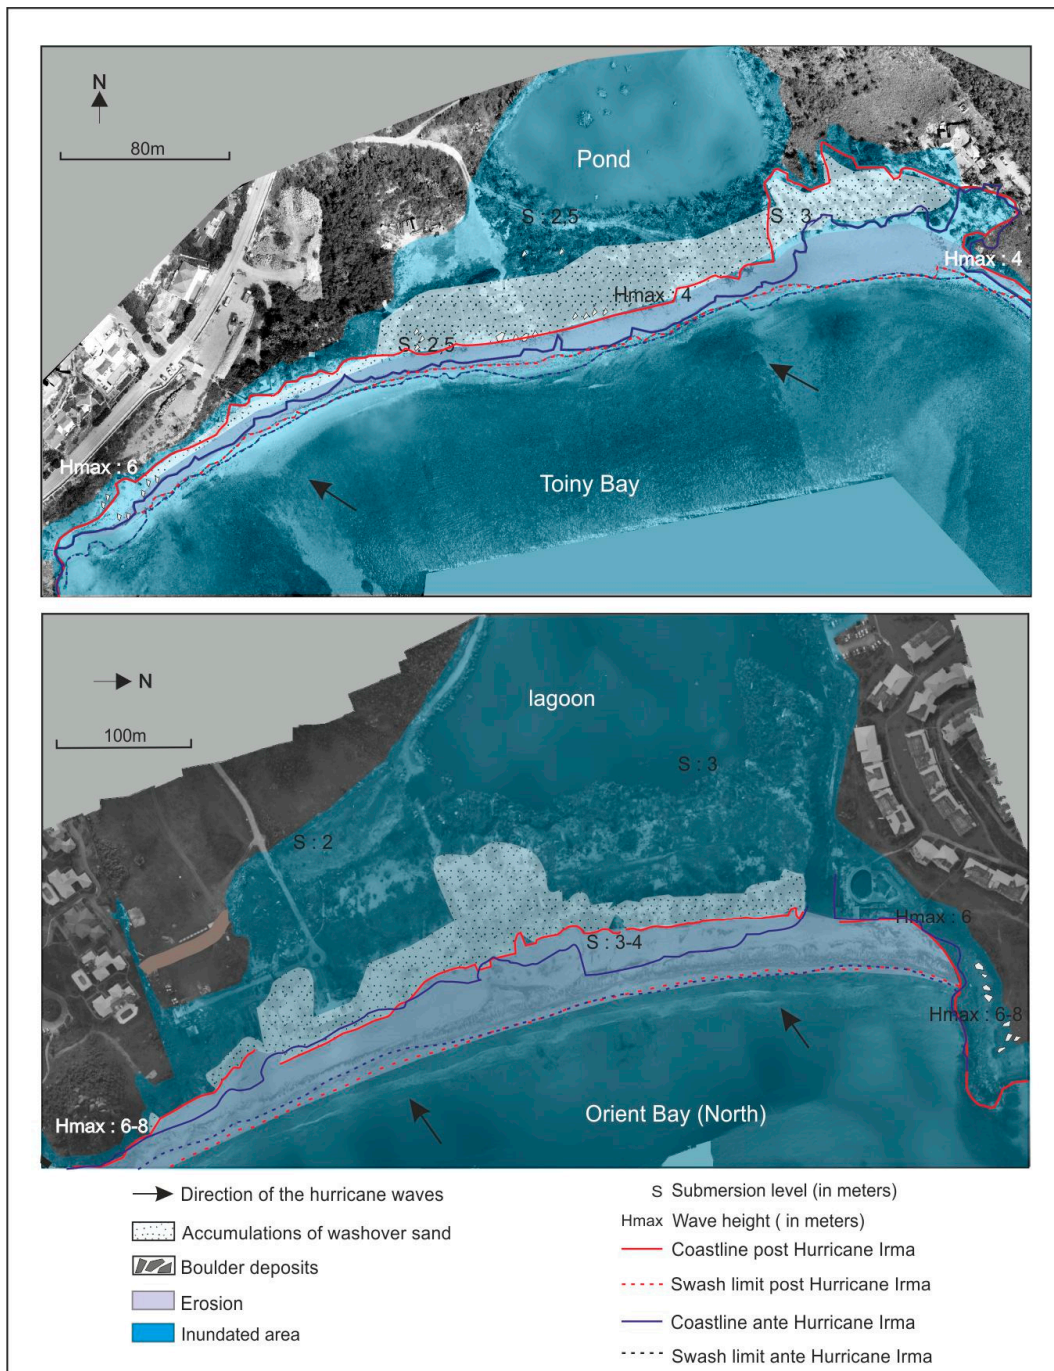 N
80m
Pond
S : 2.5
S : 3
Hmax : 4
Hmax : 4
S : 2.5
Hmax : 6
Toiny Bay
N
100m
lagoon
S : 3
S : 2
Hmax : 6
S : 3-4
Hmax : 6-8
Hmax : 6-8
Orient Bay (North)
Direction of the hurricane waves
Accumulations of washover sand
Boulder deposits
Erosion
Inundated area
S Submersion level (in meters)
Hmax Wave height ( in meters)
Coastline post Hurricane Irma
Swash limit post Hurricane Irma
Coastline ante Hurricane Irma
Swash limit ante Hurricane Irma